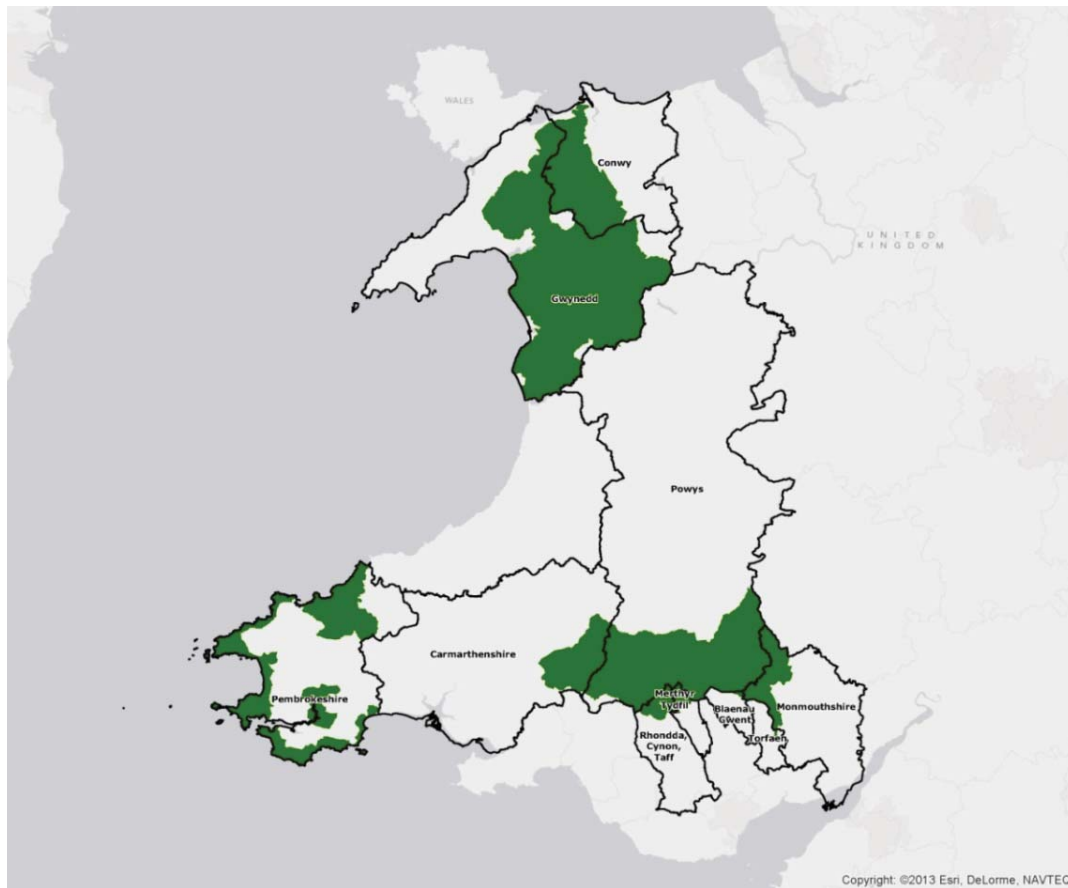 WALES
Conwy
UNITED
KINGDOM
Gwynedd
Powys
Carmarthenshire
Pembrokeshire
Merthyr
Tydfil
Blaenau
Gwent
Monmouthshire
Torfaen
Rhondda,
Cynon,
Taff
Copyright: ©2013 Esri, DeLorme, NAVTEQ